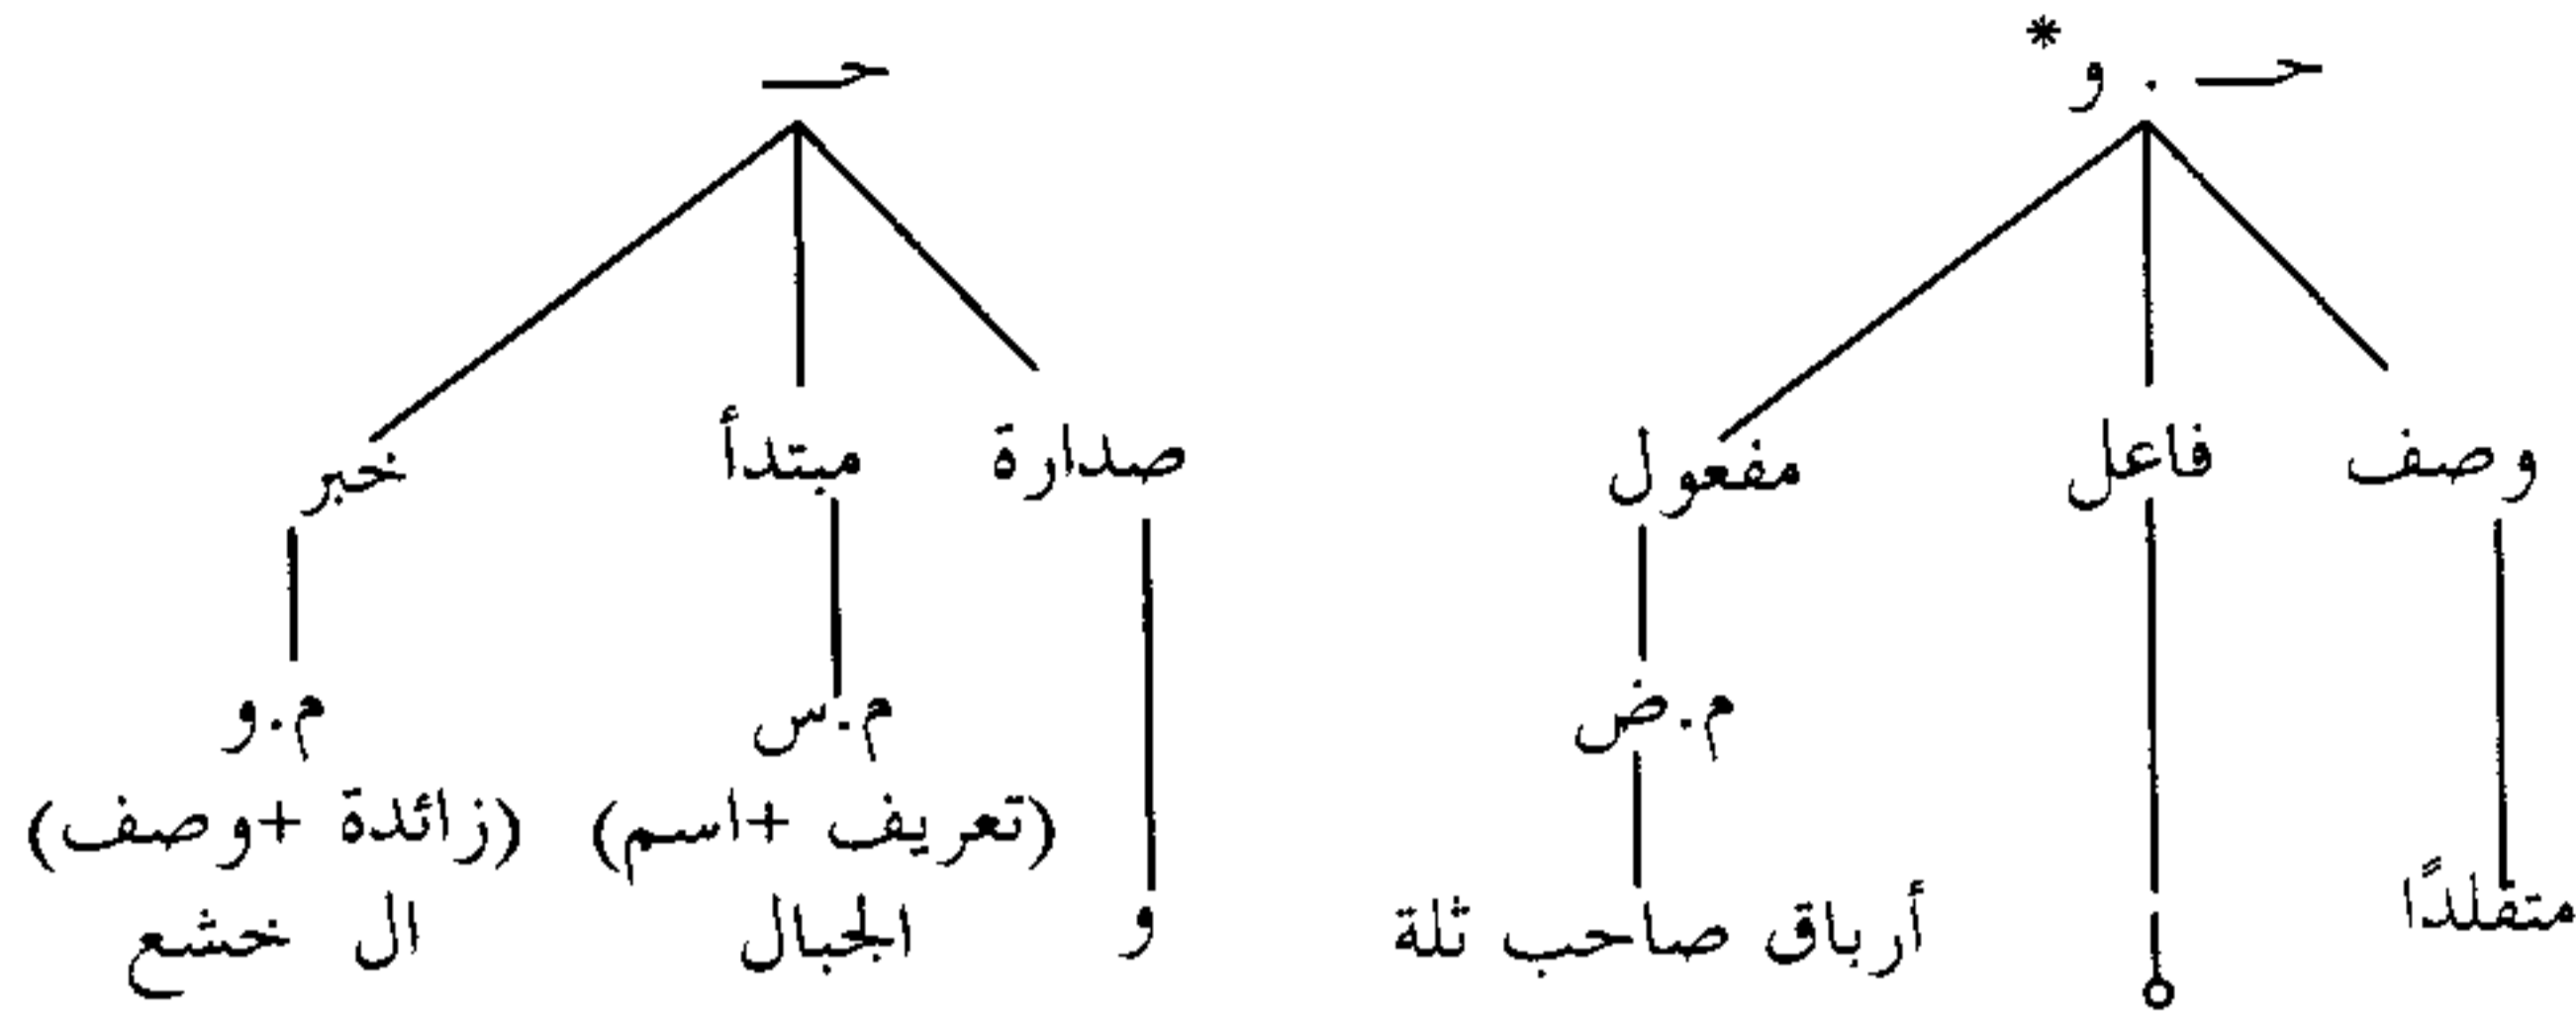 حـ . و* حـ
وصف فاعل مفعول صدارة مبتدأ خبر
م.ض م.س م.و
(تعريف +اسم) (زائدة +وصف)
متقلدًا أرباق صاحب ثلة و الجبال ال خشع